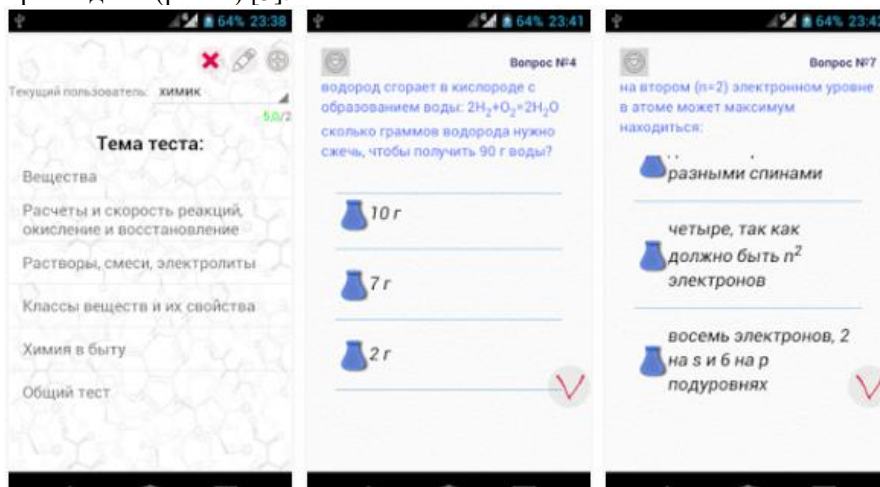 64% 23:38
Текущий пользователь: химик
5,0/2
Тема теста:
Вещества
Расчеты и скорость реакций,
окисление и восстановление
Растворы, смеси, электролиты
Классы веществ и их свойства
Химия в быту
Общий тест
64% 23:41
Вопрос №4
водород сгорает в кислороде с
образованием воды: 2H₂+O₂=2H₂O
сколько граммов водорода нужно
сжечь, чтобы получить 90 г воды?
10 г
7 г
2 г
64% 23:42
Вопрос №7
на втором (n=2) электронном уровне
в атоме может максимум
находиться:
разными спинами
четыре, так как
должно быть n²
электронов
восемь электронов, 2
на s и 6 на p
подуровнях